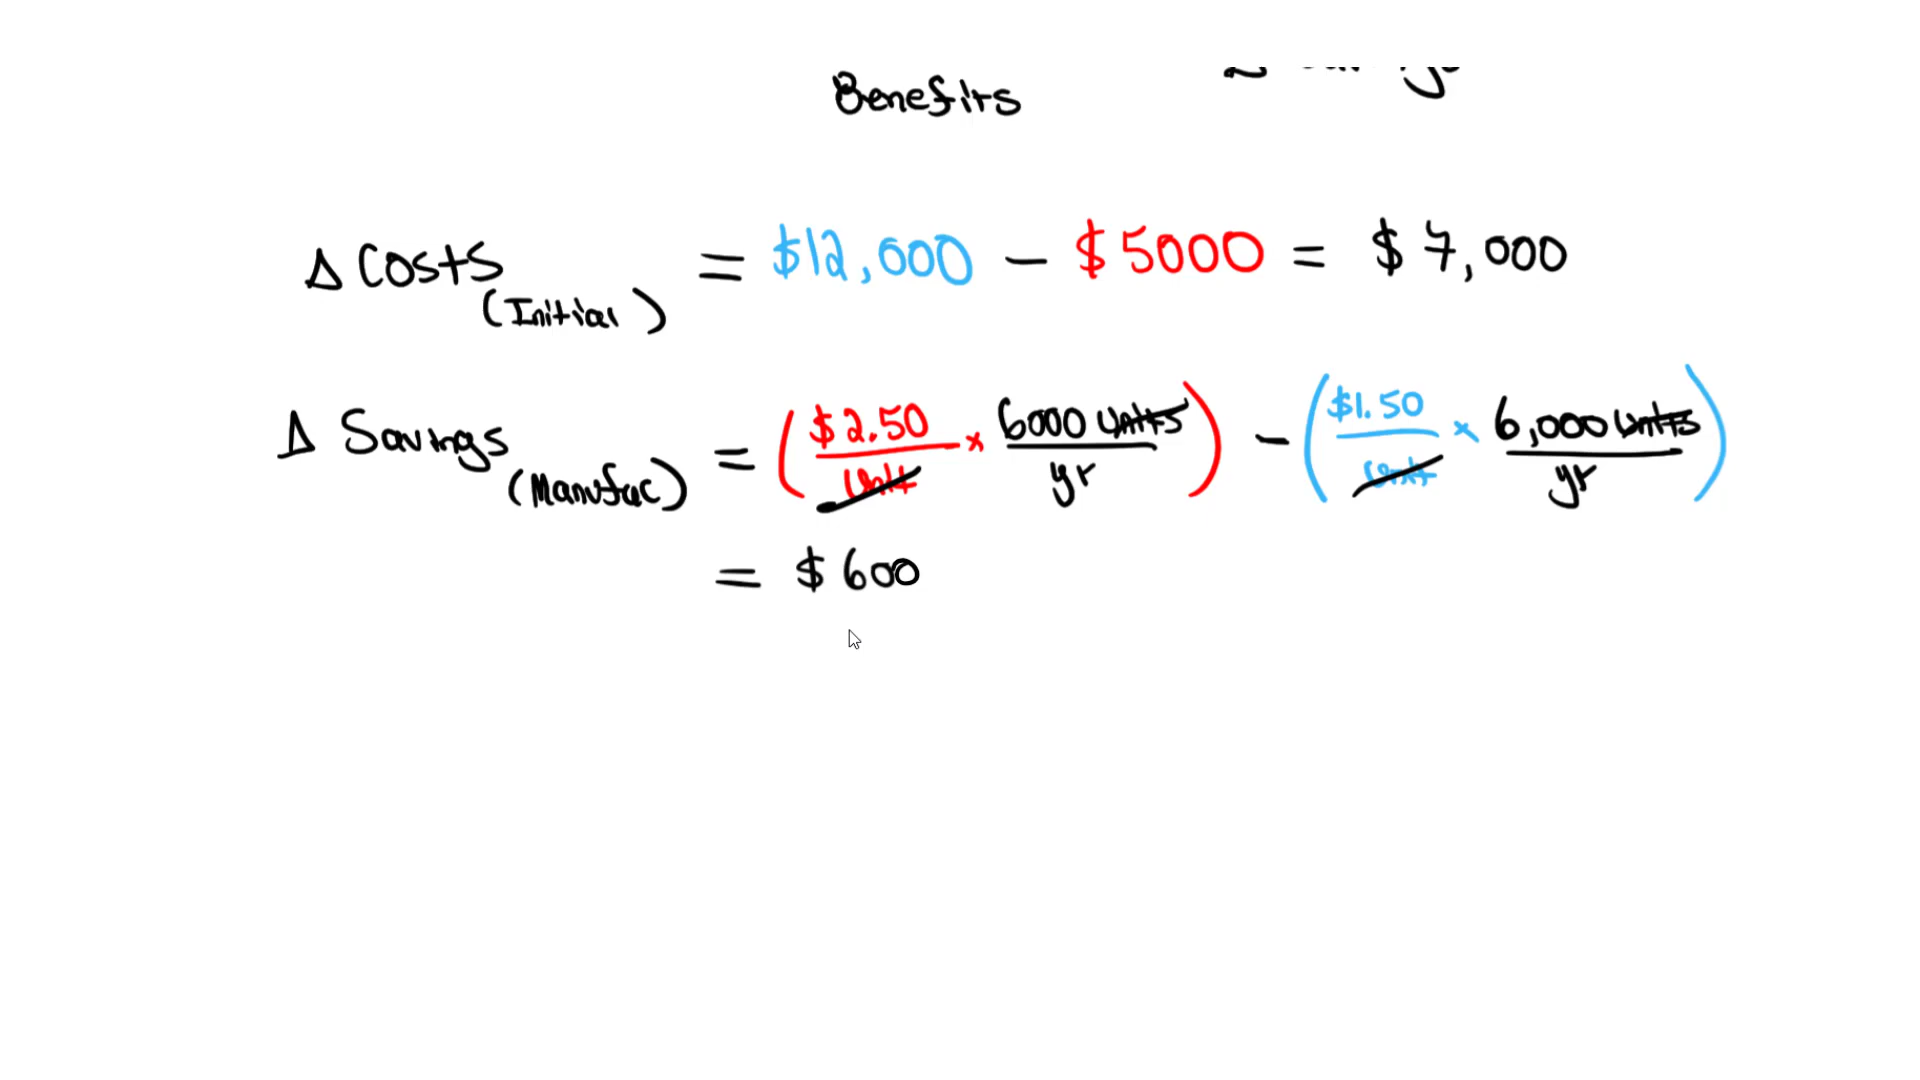 Benefits
Δ Costs (Initial) = $12,000 - $5000 = $7,000
Δ Savings (Manufac) = ($2.50/Unit × 6000 Units/yr) - ($1.50/Unit × 6,000 Units/yr)
= $600